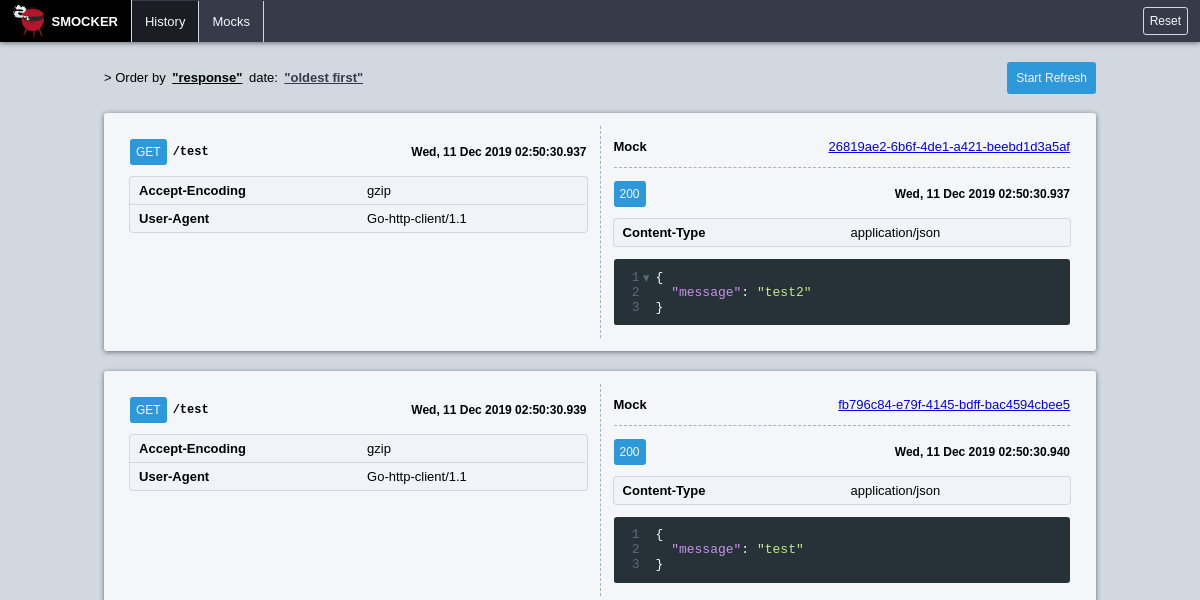 SMOCKER History Mocks Reset
> Order by "response" date: "oldest first" Start Refresh
GET /test Wed, 11 Dec 2019 02:50:30.937
Accept-Encoding gzip
User-Agent Go-http-client/1.1
Mock 26819ae2-6b6f-4de1-a421-beebd1d3a5af
200 Wed, 11 Dec 2019 02:50:30.937
Content-Type application/json
1 {
2 "message": "test2"
3 }
GET /test Wed, 11 Dec 2019 02:50:30.939
Accept-Encoding gzip
User-Agent Go-http-client/1.1
Mock fb796c84-e79f-4145-bdff-bac4594cbee5
200 Wed, 11 Dec 2019 02:50:30.940
Content-Type application/json
1 {
2 "message": "test"
3 }